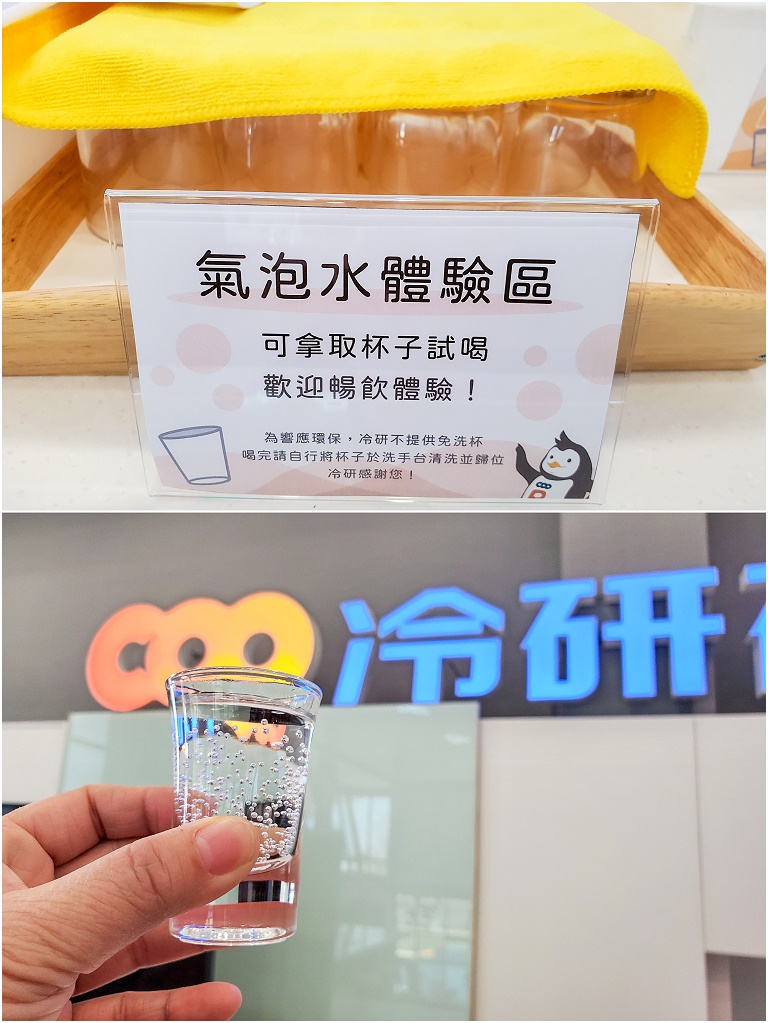 氣泡水體驗區
可拿取杯子試喝
歡迎暢飲體驗！
為響應環保，冷研不提供免洗杯
喝完請自行將杯子於洗手台清洗並歸位
冷研感謝您！
冷研